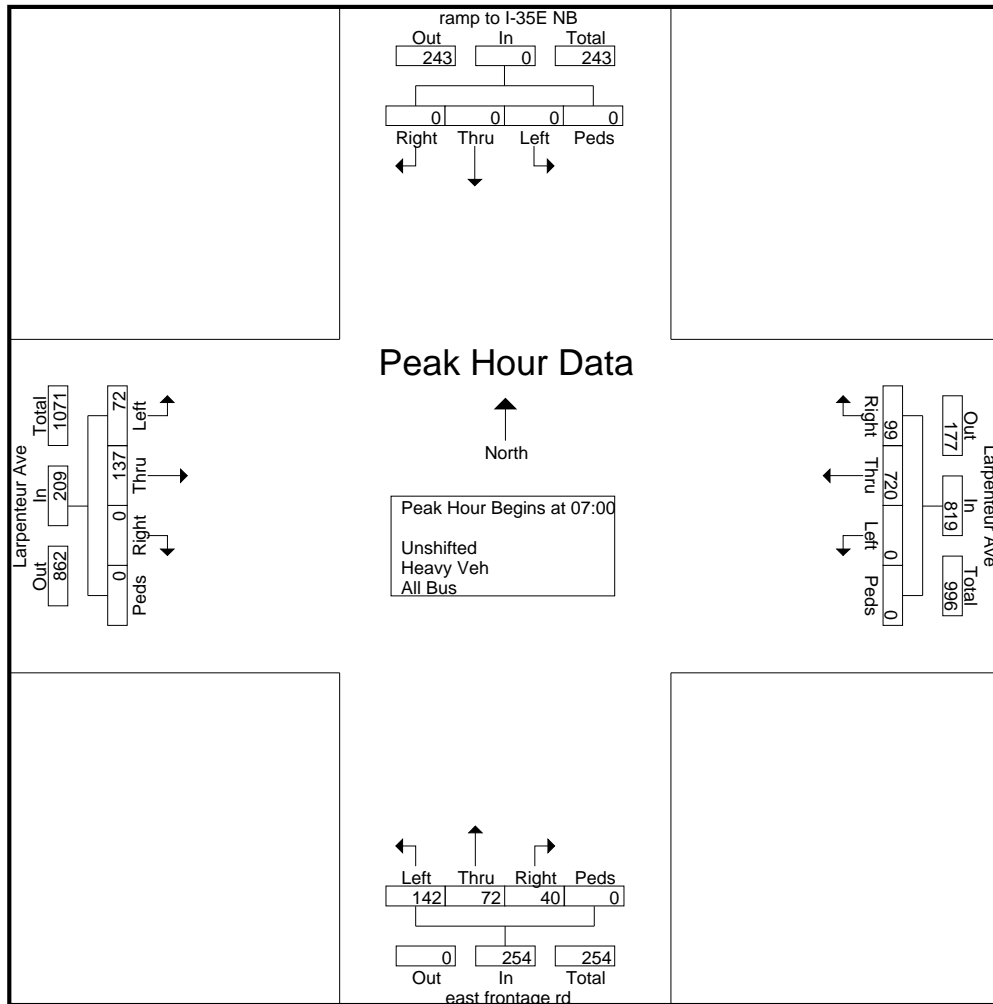 ramp to I-35E NB
Out In Total
243 0 243
0 0 0 0
Right Thru Left Peds
Peak Hour Data
North
Peak Hour Begins at 07:00
Unshifted
Heavy Veh
All Bus
Larpenteur Ave
Out In Total
862 209 1071
0 0 137 72
Peds Right Thru Left
Larpenteur Ave
Out In Total
177 819 996
99 720 0 0
Right Thru Left Peds
Left Thru Right Peds
142 72 40 0
0 254 254
Out In Total
east frontage rd